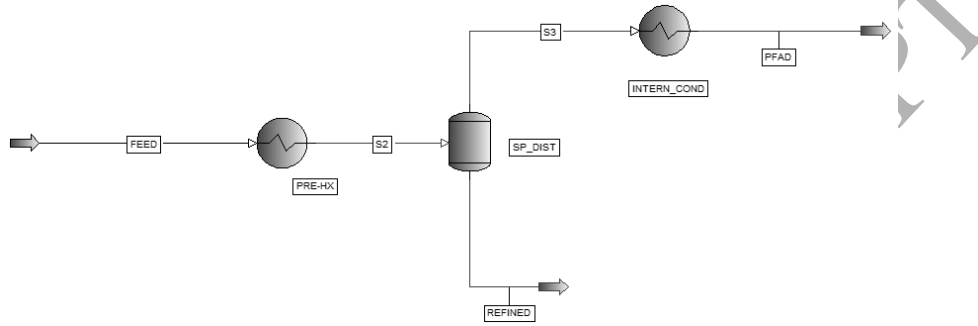 S3
PFAD
INTERN_COND
FEED
S2
SP_DIST
PRE-HX
REFINED